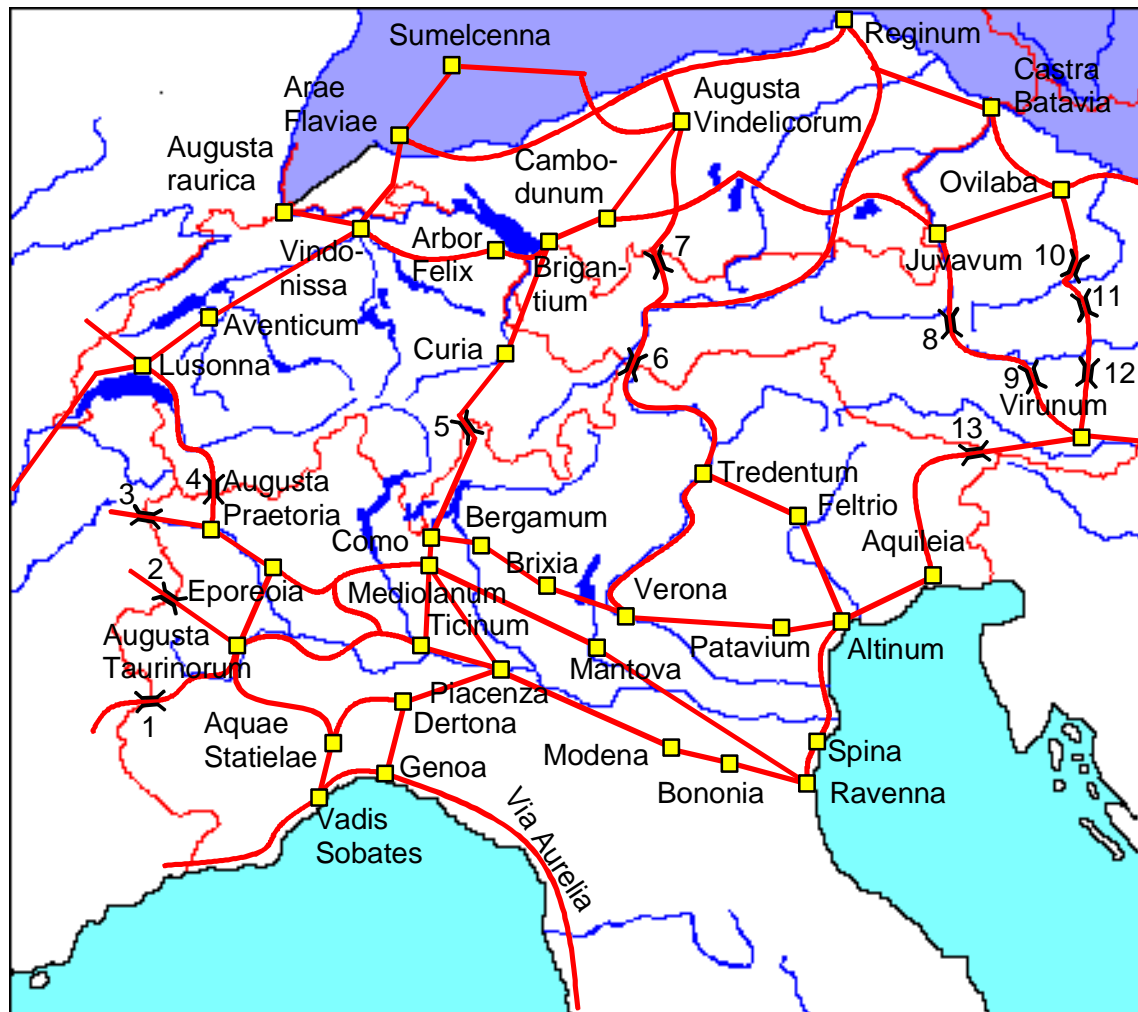 Reginum
Sumelcenna
Castra
Batavia
Arae
Flaviae
Augusta
Vindelicorum
Augusta
raurica
Cambo-
dunum
Ovilaba
Arbor
Felix
Vindo-
nissa
Brigan-
tium
7
Juvavum
10
11
Aventicum
8
Curia
Lusonna
6
9
12
Virunum
5
13
4
Augusta
Praetoria
3
Tredentum
Feltrio
Bergamum
Como
Aquileia
Brixia
2
Eporeoia
Mediolanum
Verona
Augusta
Taurinorum
Ticinum
Patavium
Altinum
Mantova
1
Piacenza
Dertona
Aquae
Statielae
Modena
Spina
Genoa
Bononia
Ravenna
Via Aurelia
Vadis
Sobates